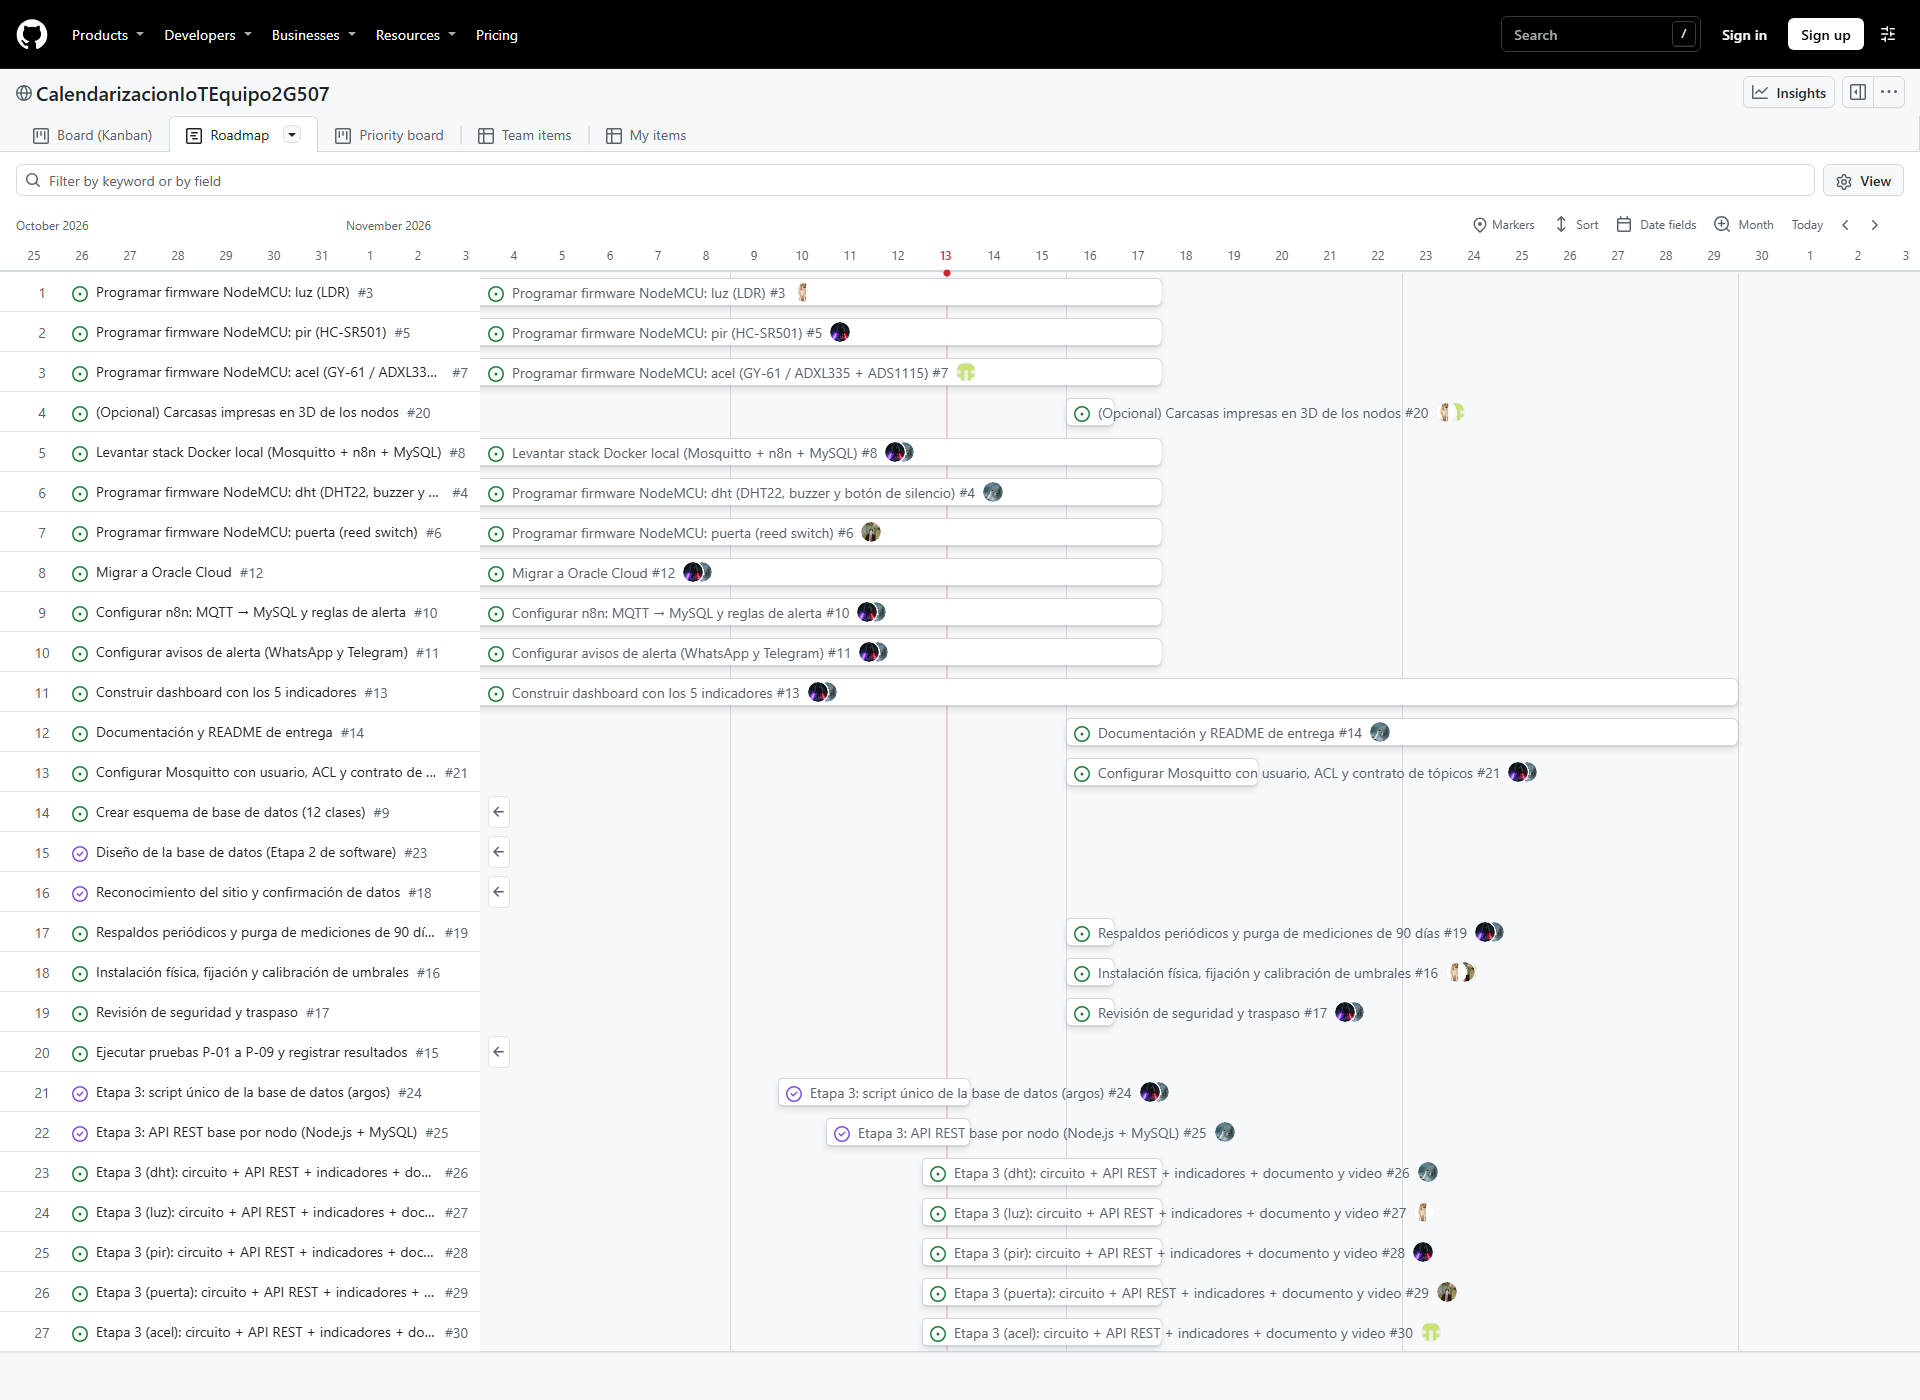 Products Developers Businesses Resources Pricing Search / Sign in Sign up
CalendarizacionIoTEquipo2G507 Insights
Board (Kanban) Roadmap Priority board Team items My items
Filter by keyword or by field View
October 2026 November 2026 Markers Sort Date fields Month Today
25 26 27 28 29 30 31 1 2 3 4 5 6 7 8 9 10 11 12 13 14 15 16 17 18 19 20 21 22 23 24 25 26 27 28 29 30 1 2 3
1 Programar firmware NodeMCU: luz (LDR) #3 Programar firmware NodeMCU: luz (LDR) #3
2 Programar firmware NodeMCU: pir (HC-SR501) #5 Programar firmware NodeMCU: pir (HC-SR501) #5
3 Programar firmware NodeMCU: acel (GY-61 / ADXL33... #7 Programar firmware NodeMCU: acel (GY-61 / ADXL335 + ADS1115) #7
4 (Opcional) Carcasas impresas en 3D de los nodos #20 (Opcional) Carcasas impresas en 3D de los nodos #20
5 Levantar stack Docker local (Mosquitto + n8n + MySQL) #8 Levantar stack Docker local (Mosquitto + n8n + MySQL) #8
6 Programar firmware NodeMCU: dht (DHT22, buzzer y ... #4 Programar firmware NodeMCU: dht (DHT22, buzzer y botón de silencio) #4
7 Programar firmware NodeMCU: puerta (reed switch) #6 Programar firmware NodeMCU: puerta (reed switch) #6
8 Migrar a Oracle Cloud #12 Migrar a Oracle Cloud #12
9 Configurar n8n: MQTT → MySQL y reglas de alerta #10 Configurar n8n: MQTT → MySQL y reglas de alerta #10
10 Configurar avisos de alerta (WhatsApp y Telegram) #11 Configurar avisos de alerta (WhatsApp y Telegram) #11
11 Construir dashboard con los 5 indicadores #13 Construir dashboard con los 5 indicadores #13
12 Documentación y README de entrega #14 Documentación y README de entrega #14
13 Configurar Mosquitto con usuario, ACL y contrato de ... #21 Configurar Mosquitto con usuario, ACL y contrato de tópicos #21
14 Crear esquema de base de datos (12 clases) #9
15 Diseño de la base de datos (Etapa 2 de software) #23
16 Reconocimiento del sitio y confirmación de datos #18
17 Respaldos periódicos y purga de mediciones de 90 dí... #19 Respaldos periódicos y purga de mediciones de 90 días #19
18 Instalación física, fijación y calibración de umbrales #16 Instalación física, fijación y calibración de umbrales #16
19 Revisión de seguridad y traspaso #17 Revisión de seguridad y traspaso #17
20 Ejecutar pruebas P-01 a P-09 y registrar resultados #15
21 Etapa 3: script único de la base de datos (argos) #24 Etapa 3: script único de la base de datos (argos) #24
22 Etapa 3: API REST base por nodo (Node.js + MySQL) #25 Etapa 3: API REST base por nodo (Node.js + MySQL) #25
23 Etapa 3 (dht): circuito + API REST + indicadores + do... #26 Etapa 3 (dht): circuito + API REST + indicadores + documento y video #26
24 Etapa 3 (luz): circuito + API REST + indicadores + doc... #27 Etapa 3 (luz): circuito + API REST + indicadores + documento y video #27
25 Etapa 3 (pir): circuito + API REST + indicadores + doc... #28 Etapa 3 (pir): circuito + API REST + indicadores + documento y video #28
26 Etapa 3 (puerta): circuito + API REST + indicadores + ... #29 Etapa 3 (puerta): circuito + API REST + indicadores + documento y video #29
27 Etapa 3 (acel): circuito + API REST + indicadores + do... #30 Etapa 3 (acel): circuito + API REST + indicadores + documento y video #30